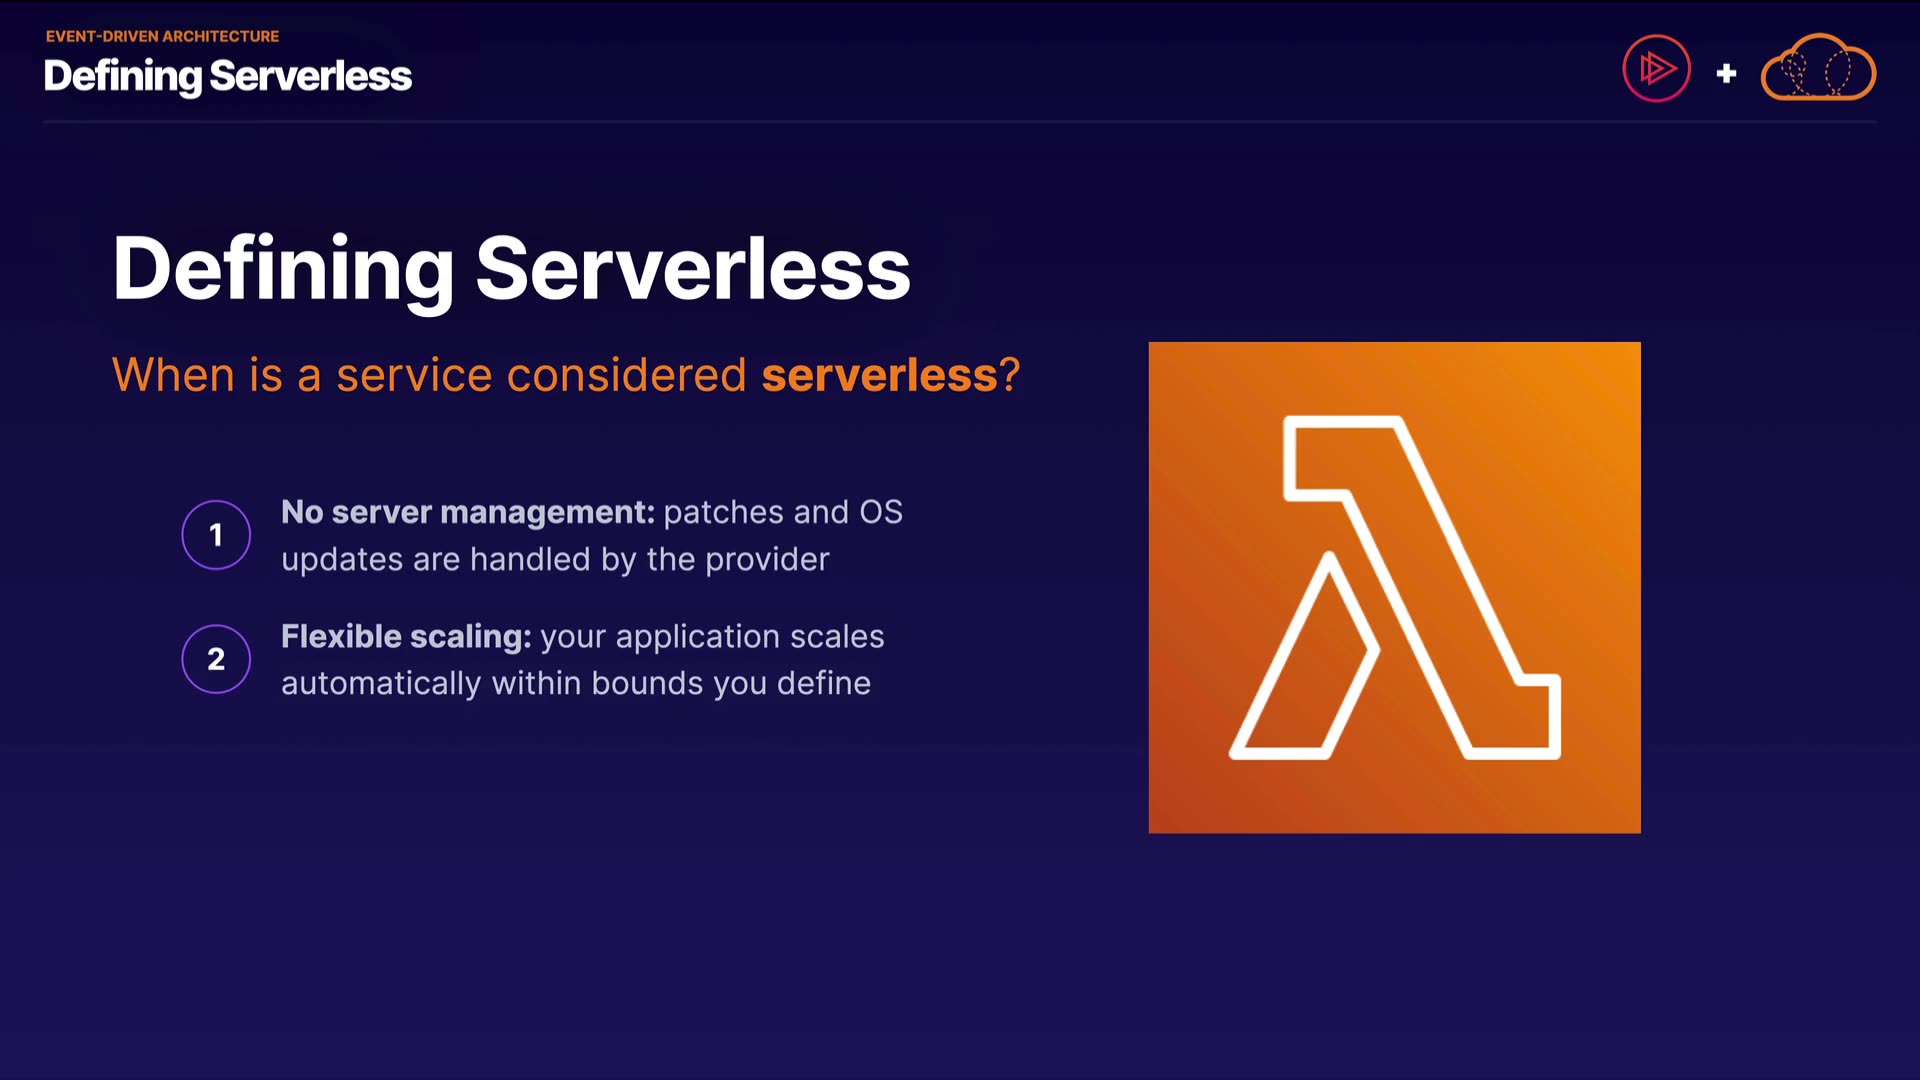 EVENT-DRIVEN ARCHITECTURE
Defining Serverless
+
Defining Serverless
When is a service considered serverless?
1
No server management: patches and OS
updates are handled by the provider
2
Flexible scaling: your application scales
automatically within bounds you define